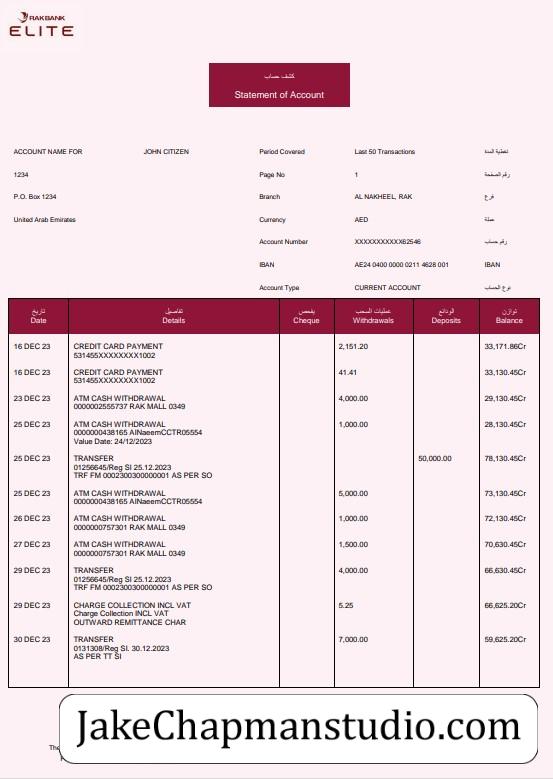 RAKBANK
ELITE
كشف حساب
Statement of Account
ACCOUNT NAME FOR JOHN CITIZEN Period Covered Last 50 Transactions تغطية المدة
1234 Page No 1 رقم الصفحة
P.O. Box 1234 Branch AL NAKHEEL, RAK فرع
United Arab Emirates Currency AED عملة
Account Number XXXXXXXXXX62546 رقم حساب
IBAN AE24 0400 0000 0211 4628 001 IBAN
Account Type CURRENT ACCOUNT نوع الحساب
تاريخ تفاصيل يفحص عمليات السحب الودائع توازن
Date Details Cheque Withdrawals Deposits Balance
16 DEC 23 CREDIT CARD PAYMENT 2,151.20 33,171.86Cr
531455XXXXXXXX1002
16 DEC 23 CREDIT CARD PAYMENT 41.41 33,130.45Cr
531455XXXXXXXX1002
23 DEC 23 ATM CASH WITHDRAWAL 4,000.00 29,130.45Cr
0000002555737 RAK MALL 0349
25 DEC 23 ATM CASH WITHDRAWAL 1,000.00 28,130.45Cr
0000000438165 AlNaeemCCTR05554
Value Date: 24/12/2023
25 DEC 23 TRANSFER 50,000.00 78,130.45Cr
01256645/Reg SI 25.12.2023
TRF FM 0002300300000001 AS PER SO
25 DEC 23 ATM CASH WITHDRAWAL 5,000.00 73,130.45Cr
0000000438165 AlNaeemCCTR05554
26 DEC 23 ATM CASH WITHDRAWAL 1,000.00 72,130.45Cr
0000000757301 RAK MALL 0349
27 DEC 23 ATM CASH WITHDRAWAL 1,500.00 70,630.45Cr
0000000757301 RAK MALL 0349
29 DEC 23 TRANSFER 4,000.00 66,630.45Cr
01256645/Reg SI 25.12.2023
TRF FM 0002300300000001 AS PER SO
29 DEC 23 CHARGE COLLECTION INCL VAT 5.25 66,625.20Cr
Charge Collection INCL VAT
OUTWARD REMITTANCE CHAR
30 DEC 23 TRANSFER 7,000.00 59,625.20Cr
0131308/Reg SI. 30.12.2023
AS PER TT SI
JakeChapmanstudio.com